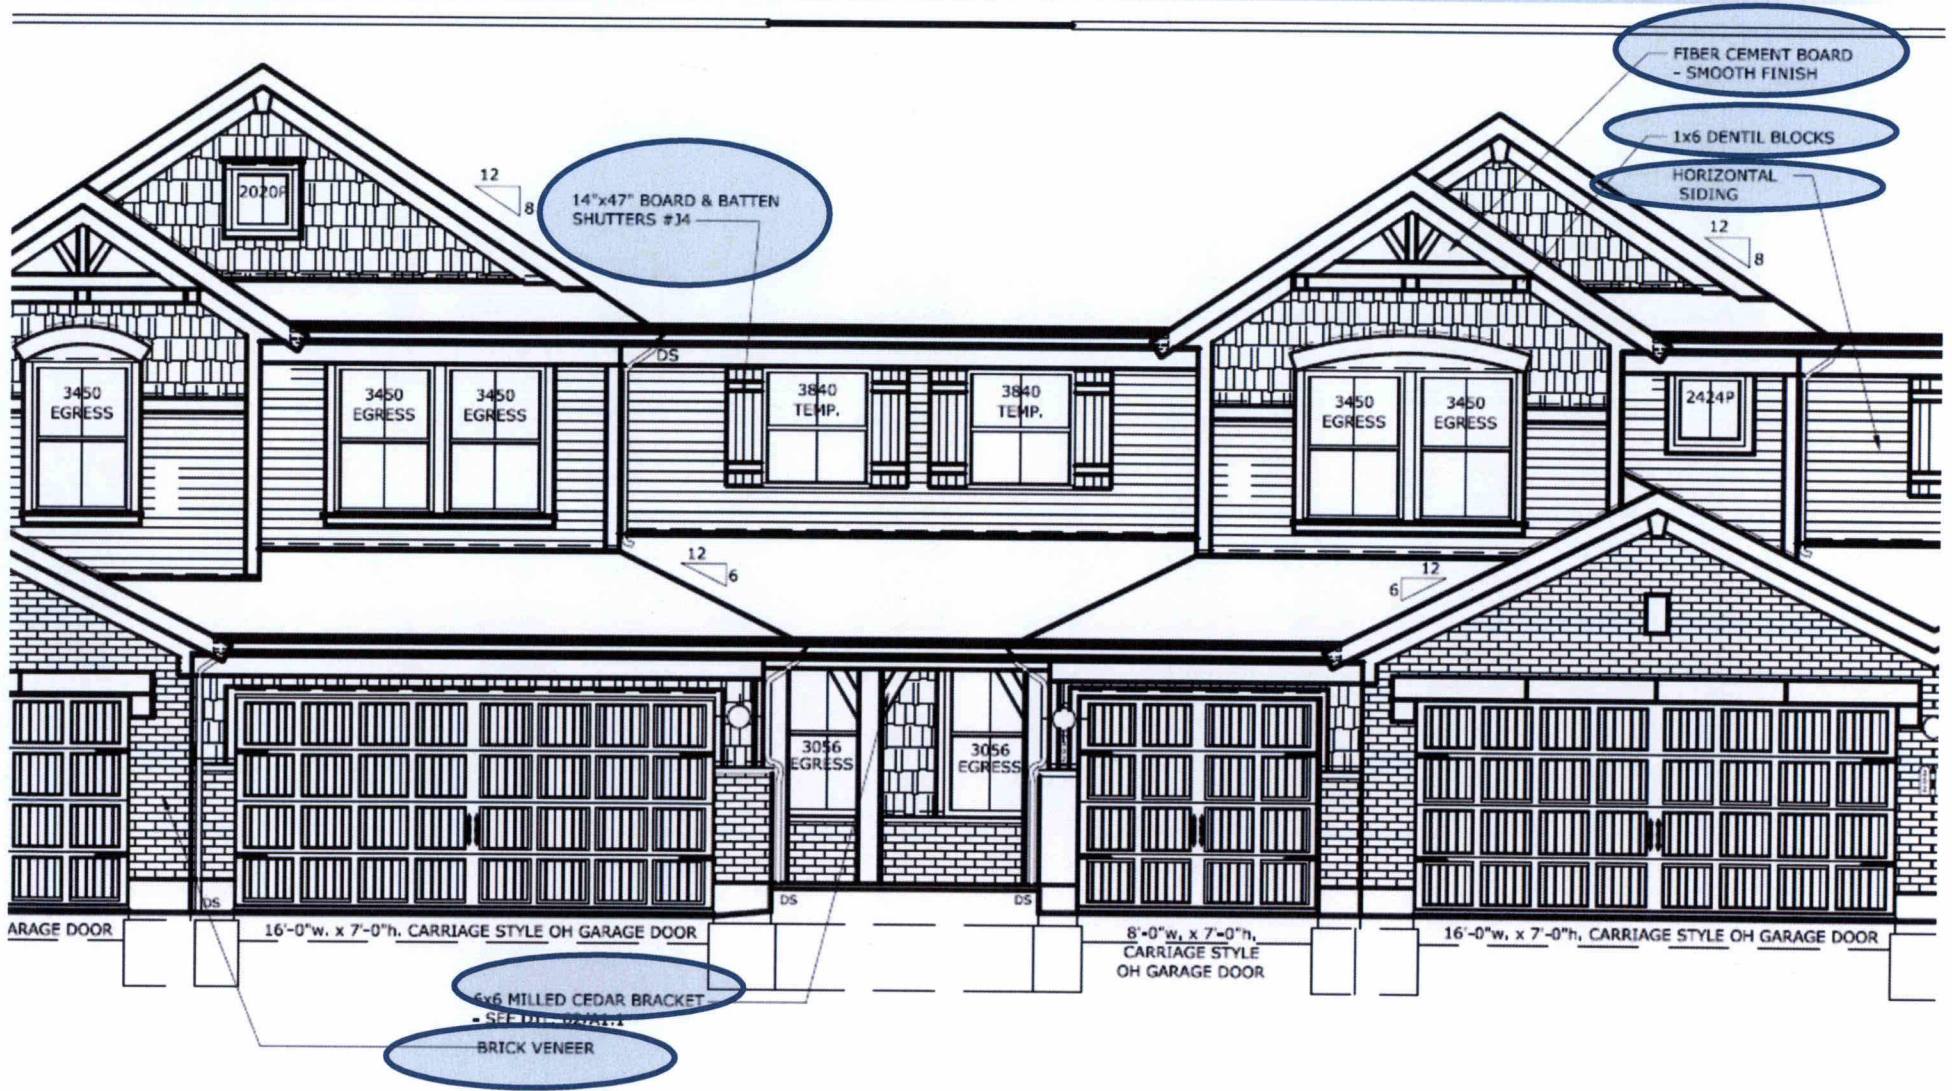 FIBER CEMENT BOARD
- SMOOTH FINISH
1x6 DENTIL BLOCKS
HORIZONTAL
SIDING
12
8
14"x47" BOARD & BATTEN
SHUTTERS #J4
2020P
12
8
DS
3450
EGRESS
3450
EGRESS
3450
EGRESS
3840
TEMP.
3840
TEMP.
3450
EGRESS
3450
EGRESS
2424P
12
6
12
6
3056
EGRESS
3056
EGRESS
DS
DS
DS
ARAGE DOOR
16'-0"w. x 7'-0"h. CARRIAGE STYLE OH GARAGE DOOR
8'-0"w. x 7'-0"h.
CARRIAGE STYLE
OH GARAGE DOOR
16'-0"w. x 7'-0"h. CARRIAGE STYLE OH GARAGE DOOR
6x6 MILLED CEDAR BRACKET
- SEE
BRICK VENEER